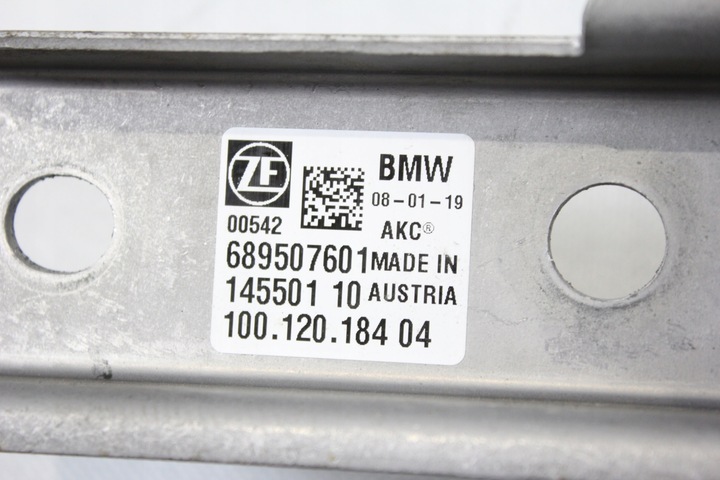 ZF
BMW
08-01-19
00542
AKC®
689507601 MADE IN
145501 10 AUSTRIA
100.120.184 04